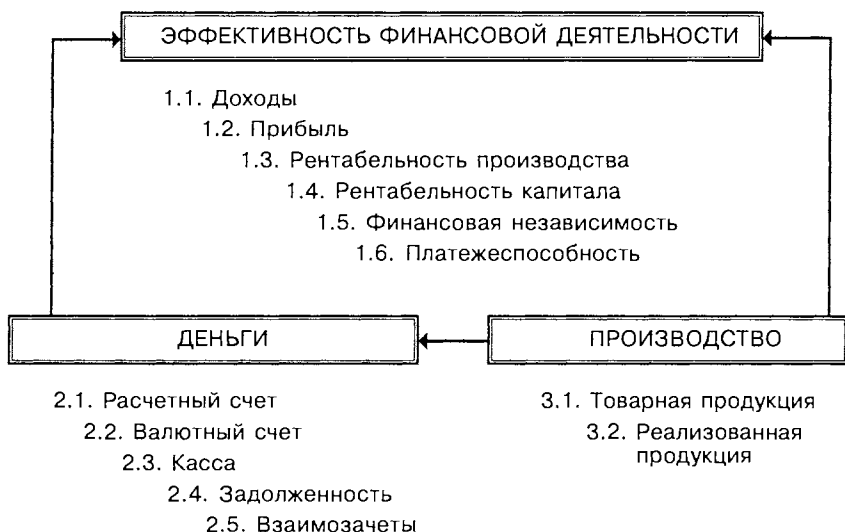 ЭФФЕКТИВНОСТЬ ФИНАНСОВОЙ ДЕЯТЕЛЬНОСТИ
1.1. Доходы
1.2. Прибыль
1.3. Рентабельность производства
1.4. Рентабельность капитала
1.5. Финансовая независимость
1.6. Платежеспособность
ДЕНЬГИ
2.1. Расчетный счет
2.2. Валютный счет
2.3. Касса
2.4. Задолженность
2.5. Взаимозачеты
ПРОИЗВОДСТВО
3.1. Товарная продукция
3.2. Реализованная
продукция